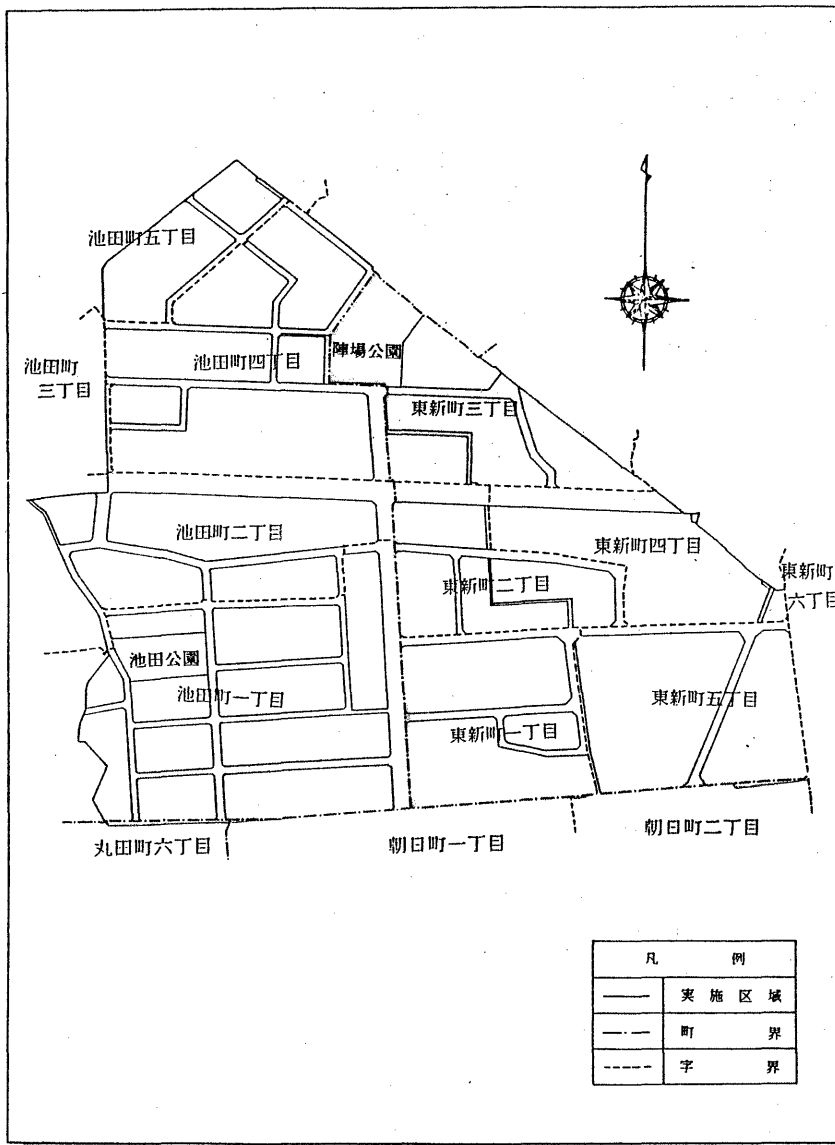 池田町五丁目
池田町
三丁目
池田町四丁目
陣場公園
東新町三丁目
池田町二丁目
東新町四丁目
東新町二丁目
東新町
六丁目
池田公園
池田町一丁目
東新町五丁目
東新町一丁目
丸田町六丁目
朝日町一丁目
朝日町二丁目
凡例
実施区域
町界
字界